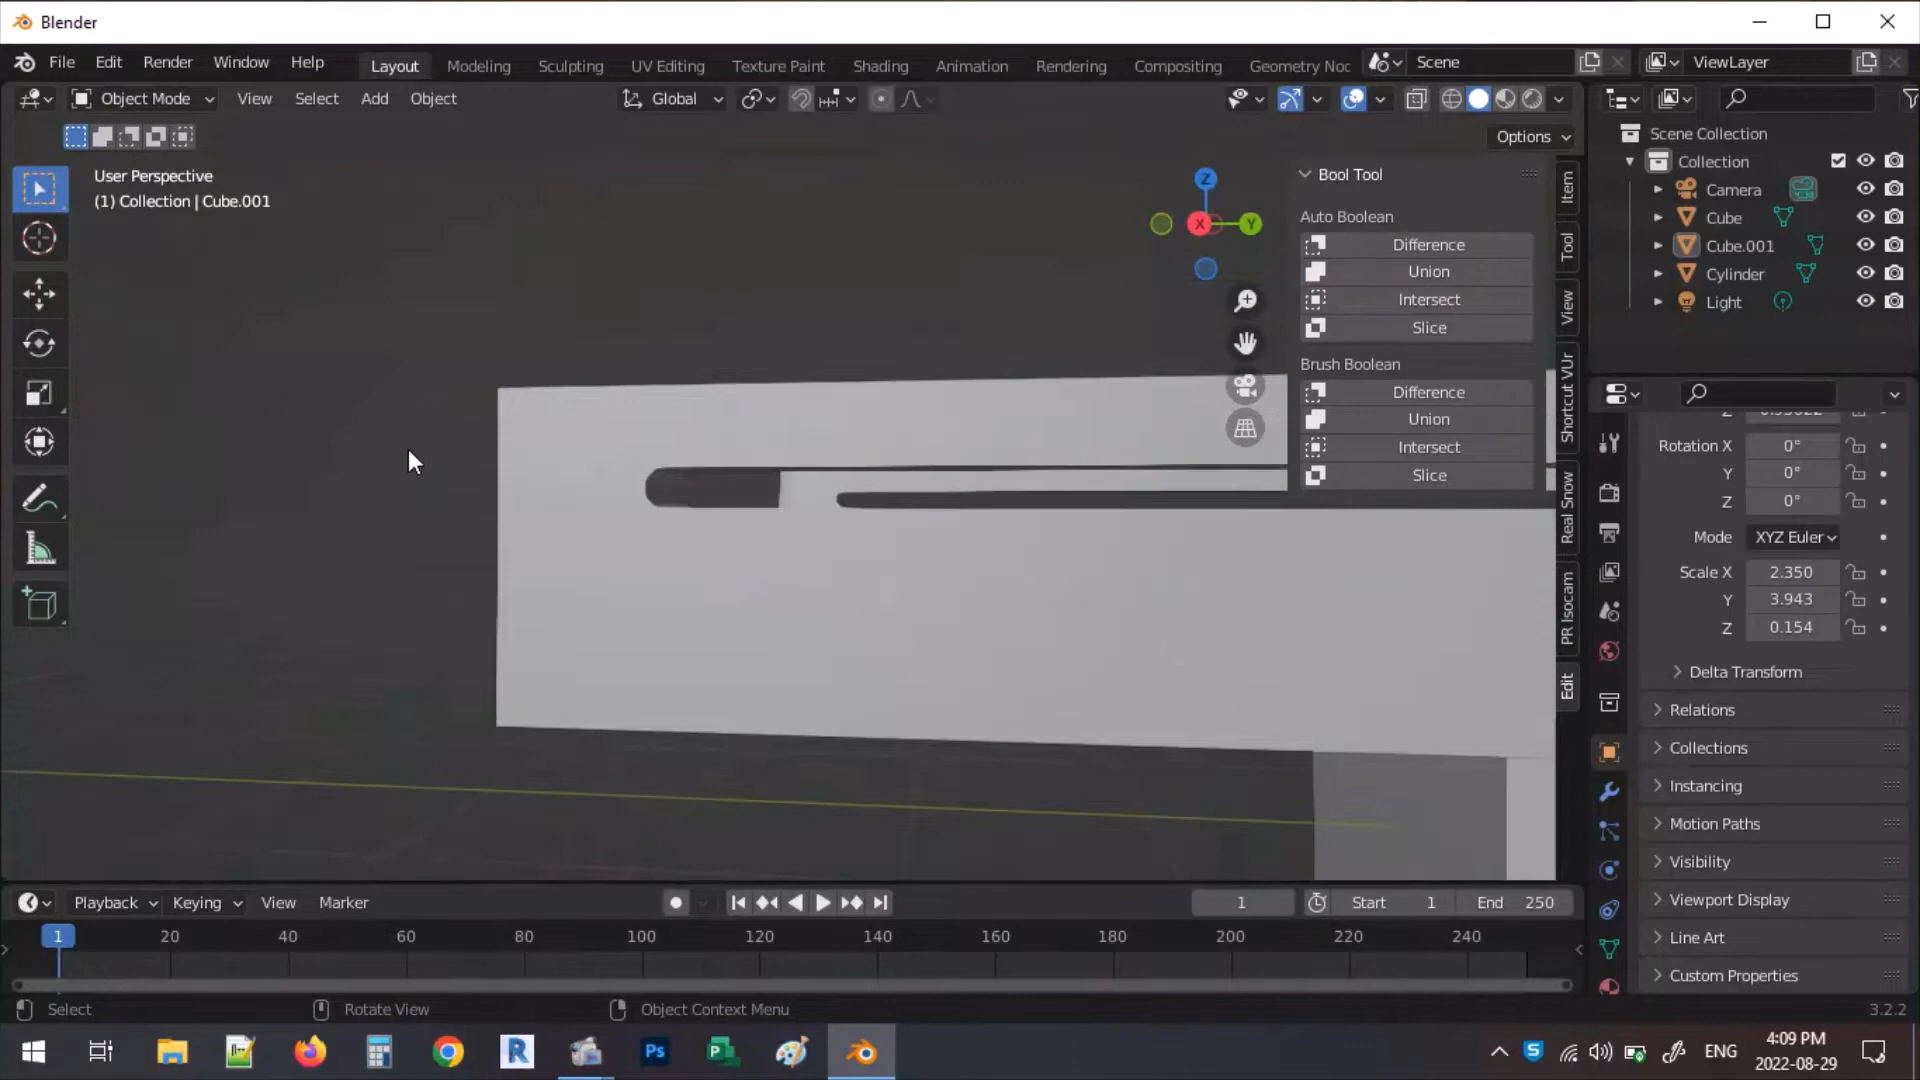 Blender
File Edit Render Window Help Layout Modeling Sculpting UV Editing Texture Paint Shading Animation Rendering Compositing Geometry Noc Scene ViewLayer
Object Mode View Select Add Object Global
Options
User Perspective
(1) Collection | Cube.001
Z
X
Y
Bool Tool
Auto Boolean
Difference
Union
Intersect
Slice
Brush Boolean
Difference
Union
Intersect
Slice
Item
Tool
View
Shortcut VUr
Real Snow
PR Isocam
Edit
Scene Collection
Collection
Camera
Cube
Cube.001
Cylinder
Light
Rotation X 0°
Y 0°
Z 0°
Mode XYZ Euler
Scale X 2.350
Y 3.943
Z 0.154
Delta Transform
Relations
Collections
Instancing
Motion Paths
Visibility
Viewport Display
Line Art
Custom Properties
Playback Keying View Marker 1 Start 1 End 250
1 20 40 60 80 100 120 140 160 180 200 220 240
Select Rotate View Object Context Menu 3.2.2
R Ps P S ENG 4:09 PM
2022-08-29